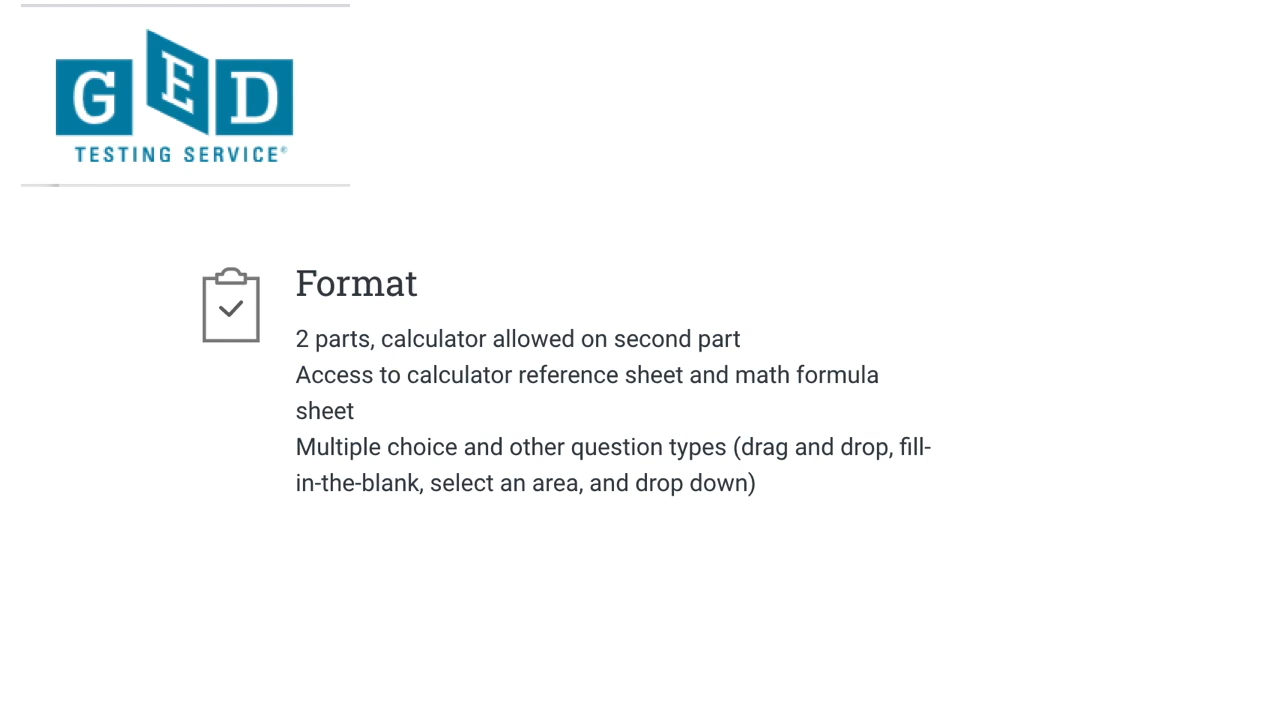 GED
TESTING SERVICE®
Format
2 parts, calculator allowed on second part
Access to calculator reference sheet and math formula
sheet
Multiple choice and other question types (drag and drop, fill-
in-the-blank, select an area, and drop down)